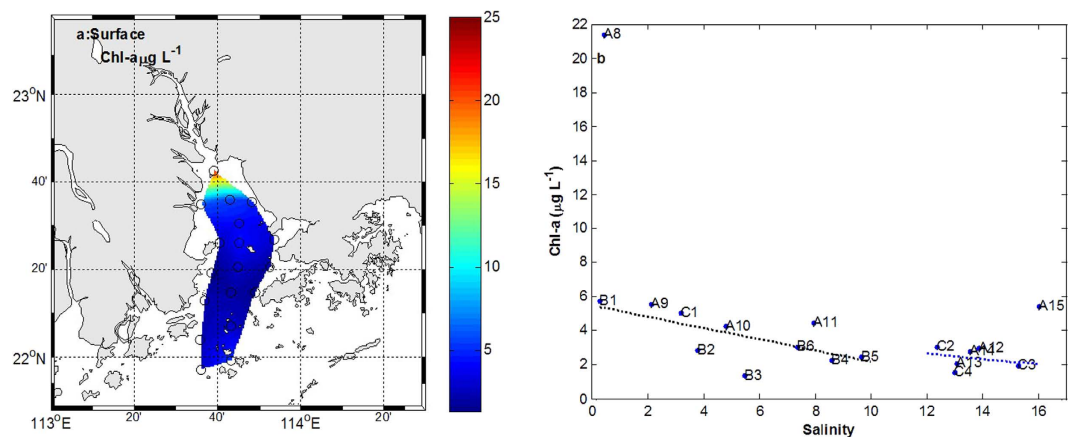 a:Surface
Chl-aµg L-1
23°N
40'
20'
22°N
113°E
20'
40'
114°E
20'
40'
25
20
15
10
5
b
Chl-a (µg L-1)
22
20
18
16
14
12
10
8
6
4
2
0
0
2
4
6
8
10
12
14
16
Salinity
A8
B1
A9
C1
A10
B2
B3
A11
B6
B4
B5
C2
A12
A14
A13
C4
C3
A15